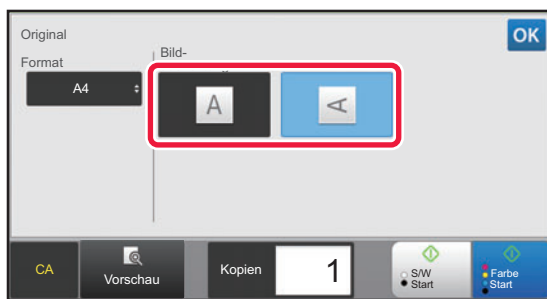 Original
OK
Format
Bild-
A4
A
A
CA
Vorschau
Kopien
1
S/W
Start
Farbe
Start